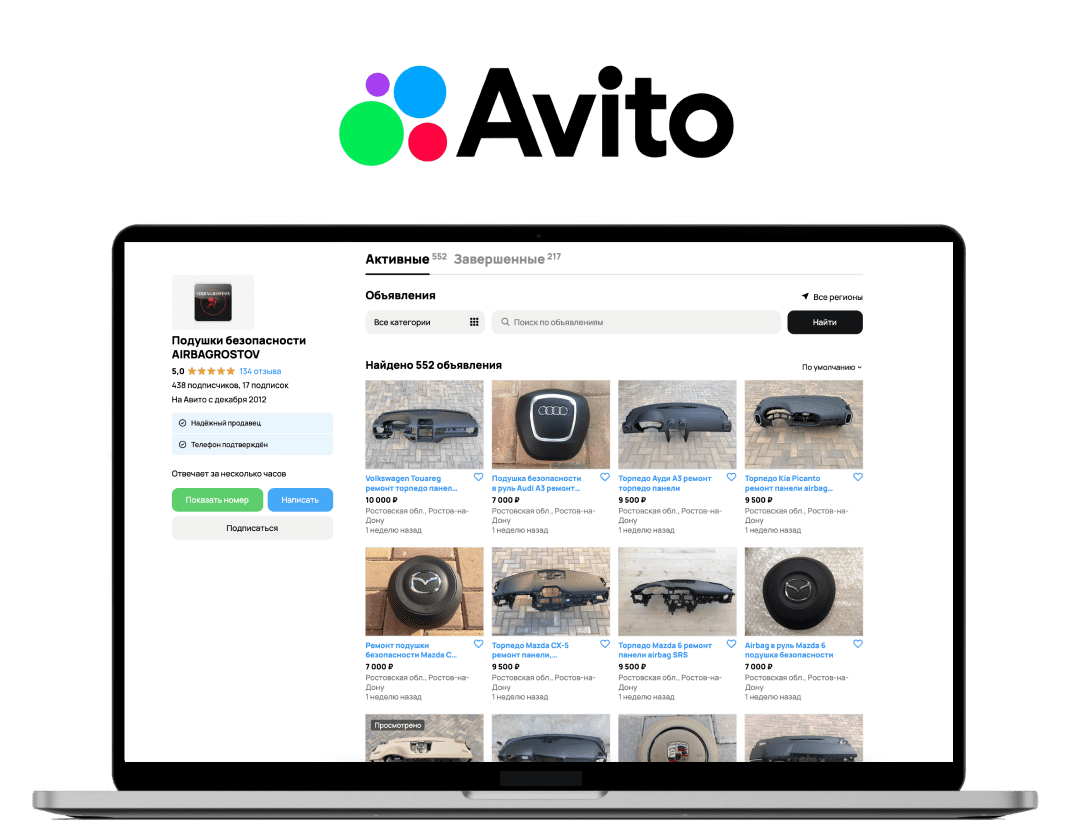 Avito
Активные 552 Завершенные 217
Объявления
Все регионы
Все категории
Поиск по объявлениям
Найти
AIRBAGROSTOV
Подушки безопасности
AIRBAGROSTOV
5,0 134 отзыва
438 подписчиков, 17 подписок
На Авито с декабря 2012
Надёжный продавец
Телефон подтверждён
Отвечает за несколько часов
Показать номер
Написать
Подписаться
Найдено 552 объявления
По умолчанию
Volkswagen Touareg
ремонт торпедо панел...
10 000 ₽
Ростовская обл., Ростов-на-
Дону
1 неделю назад
Подушка безопасности
в руль Audi A3 ремонт...
7 000 ₽
Ростовская обл., Ростов-на-
Дону
1 неделю назад
Торпедо Ауди А3 ремонт
торпедо панели
9 500 ₽
Ростовская обл., Ростов-на-
Дону
1 неделю назад
Торпедо Kia Picanto
ремонт панели airbag...
9 500 ₽
Ростовская обл., Ростов-на-
Дону
1 неделю назад
Ремонт подушки
безопасности Mazda C...
7 000 ₽
Ростовская обл., Ростов-на-
Дону
1 неделю назад
Торпедо Mazda CX-5
ремонт панели,...
9 500 ₽
Ростовская обл., Ростов-на-
Дону
1 неделю назад
Торпедо Mazda 6 ремонт
панели airbag SRS
9 500 ₽
Ростовская обл., Ростов-на-
Дону
1 неделю назад
Airbag в руль Mazda 6
подушка безопасности
7 000 ₽
Ростовская обл., Ростов-на-
Дону
1 неделю назад
Просмотрено